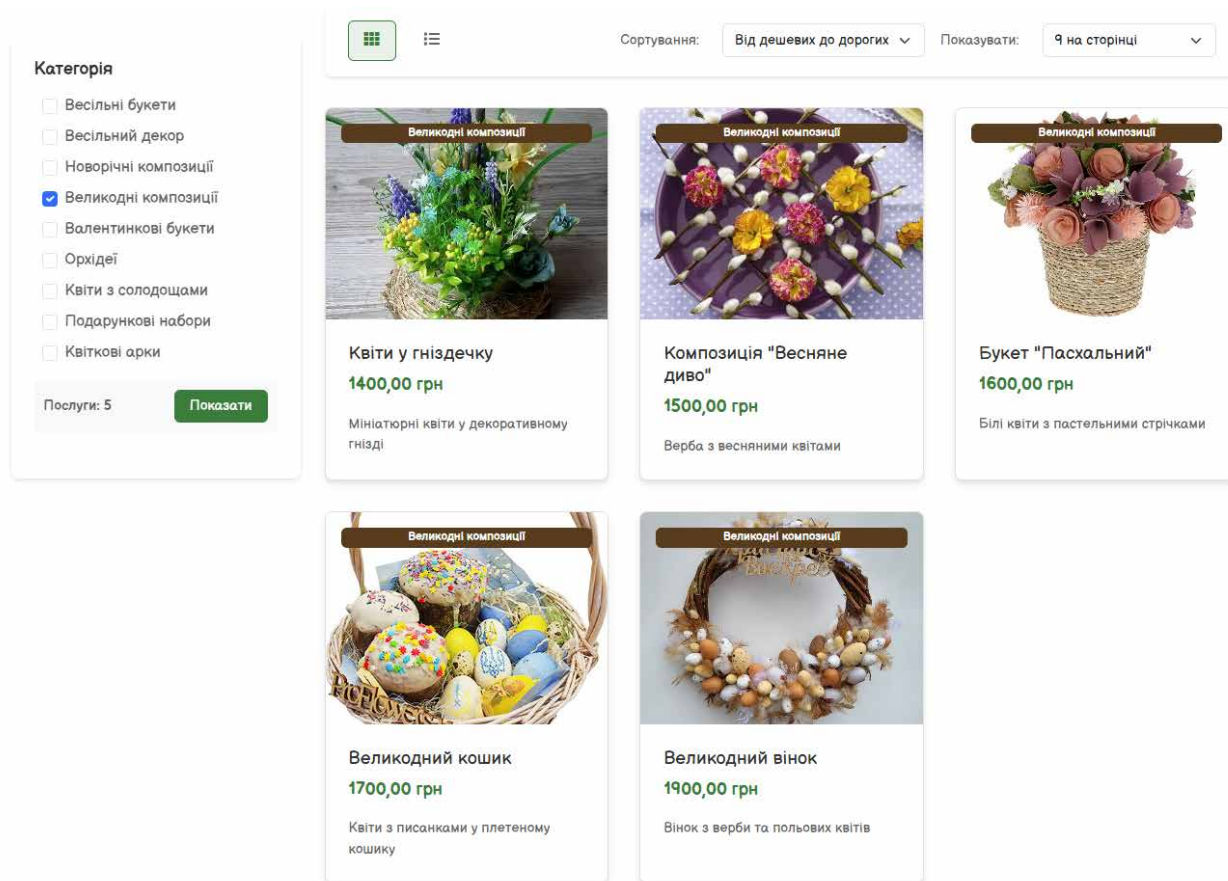 Сортування: Від дешевих до дорогих Показувати: 9 на сторінці
Категорія
Весільні букети
Весільний декор
Новорічні композиції
Великодні композиції
Валентинкові букети
Орхідеї
Квіти з солодощами
Подарункові набори
Квіткові арки
Послуги: 5 Показати
Великодні композиції
Квіти у гніздечку
1400,00 грн
Мініатюрні квіти у декоративному
гнізді
Великодні композиції
Композиція "Весняне
диво"
1500,00 грн
Верба з весняними квітами
Великодні композиції
Букет "Пасхальний"
1600,00 грн
Білі квіти з пастельними стрічками
Великодні композиції
Великодний кошик
1700,00 грн
Квіти з писанками у плетеному
кошику
Великодні композиції
Воскрес
Великодний вінок
1900,00 грн
Вінок з верби та польових квітів